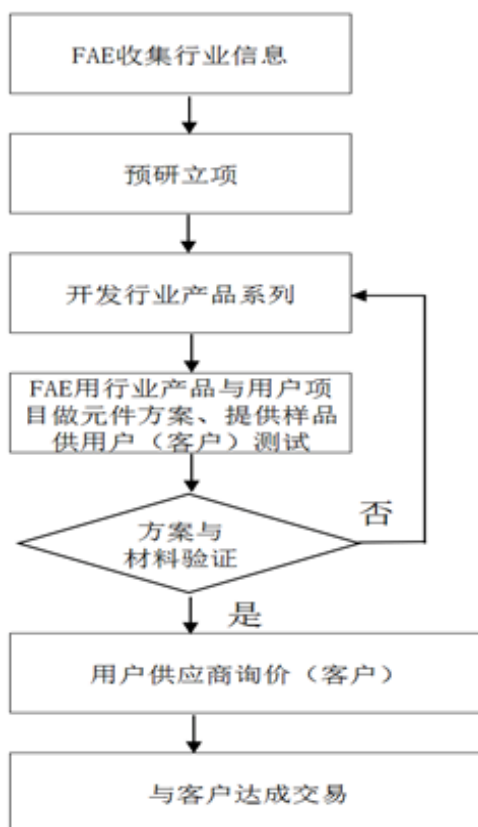 FAE收集行业信息
预研立项
开发行业产品系列
FAE用行业产品与用户项
目做元件方案、提供样品
供用户（客户）测试
方案与
材料验证
否
是
用户供应商询价（客户）
与客户达成交易